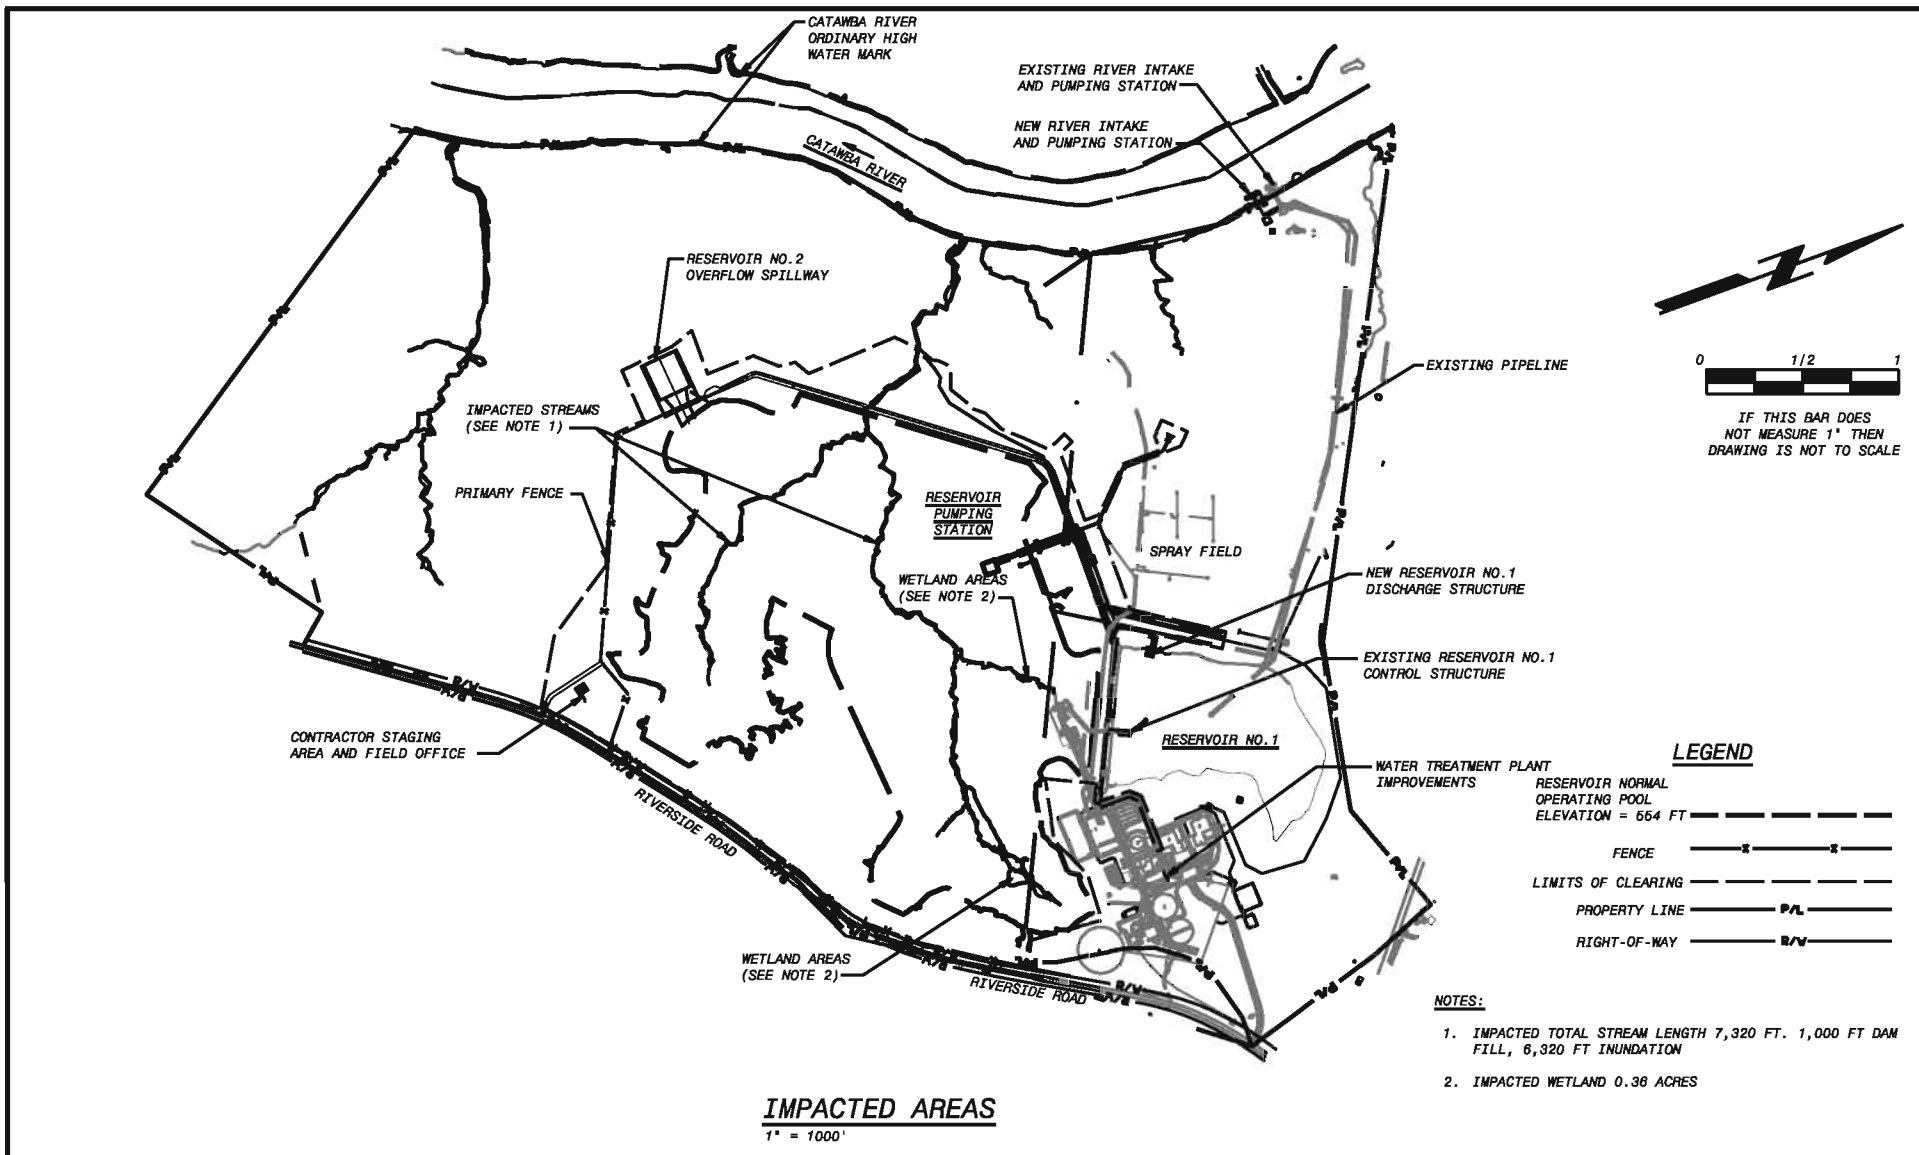 CATAWBA RIVER
ORDINARY HIGH
WATER MARK
EXISTING RIVER INTAKE
AND PUMPING STATION
NEW RIVER INTAKE
AND PUMPING STATION
CATAWBA RIVER
P/L
P/L
P/L
RESERVOIR NO.2
OVERFLOW SPILLWAY
EXISTING PIPELINE
0 1/2 1
IF THIS BAR DOES
NOT MEASURE 1" THEN
DRAWING IS NOT TO SCALE
IMPACTED STREAMS
(SEE NOTE 1)
PRIMARY FENCE
RESERVOIR
PUMPING
STATION
P/L
SPRAY FIELD
WETLAND AREAS
(SEE NOTE 2)
NEW RESERVOIR NO.1
DISCHARGE STRUCTURE
P/L
EXISTING RESERVOIR NO.1
CONTROL STRUCTURE
R/W
R/W
CONTRACTOR STAGING
AREA AND FIELD OFFICE
RESERVOIR NO.1
WATER TREATMENT PLANT
IMPROVEMENTS
RIVERSIDE ROAD
R/W
P/L
WETLAND AREAS
(SEE NOTE 2)
R/W
RIVERSIDE ROAD
R/W
R/W
P/L
P/L
LEGEND
RESERVOIR NORMAL
OPERATING POOL
ELEVATION = 664 FT
FENCE X X
LIMITS OF CLEARING
PROPERTY LINE P/L
RIGHT-OF-WAY R/W
NOTES:
1. IMPACTED TOTAL STREAM LENGTH 7,320 FT. 1,000 FT DAM
FILL, 6,320 FT INUNDATION
2. IMPACTED WETLAND 0.36 ACRES
IMPACTED AREAS
1" = 1000'